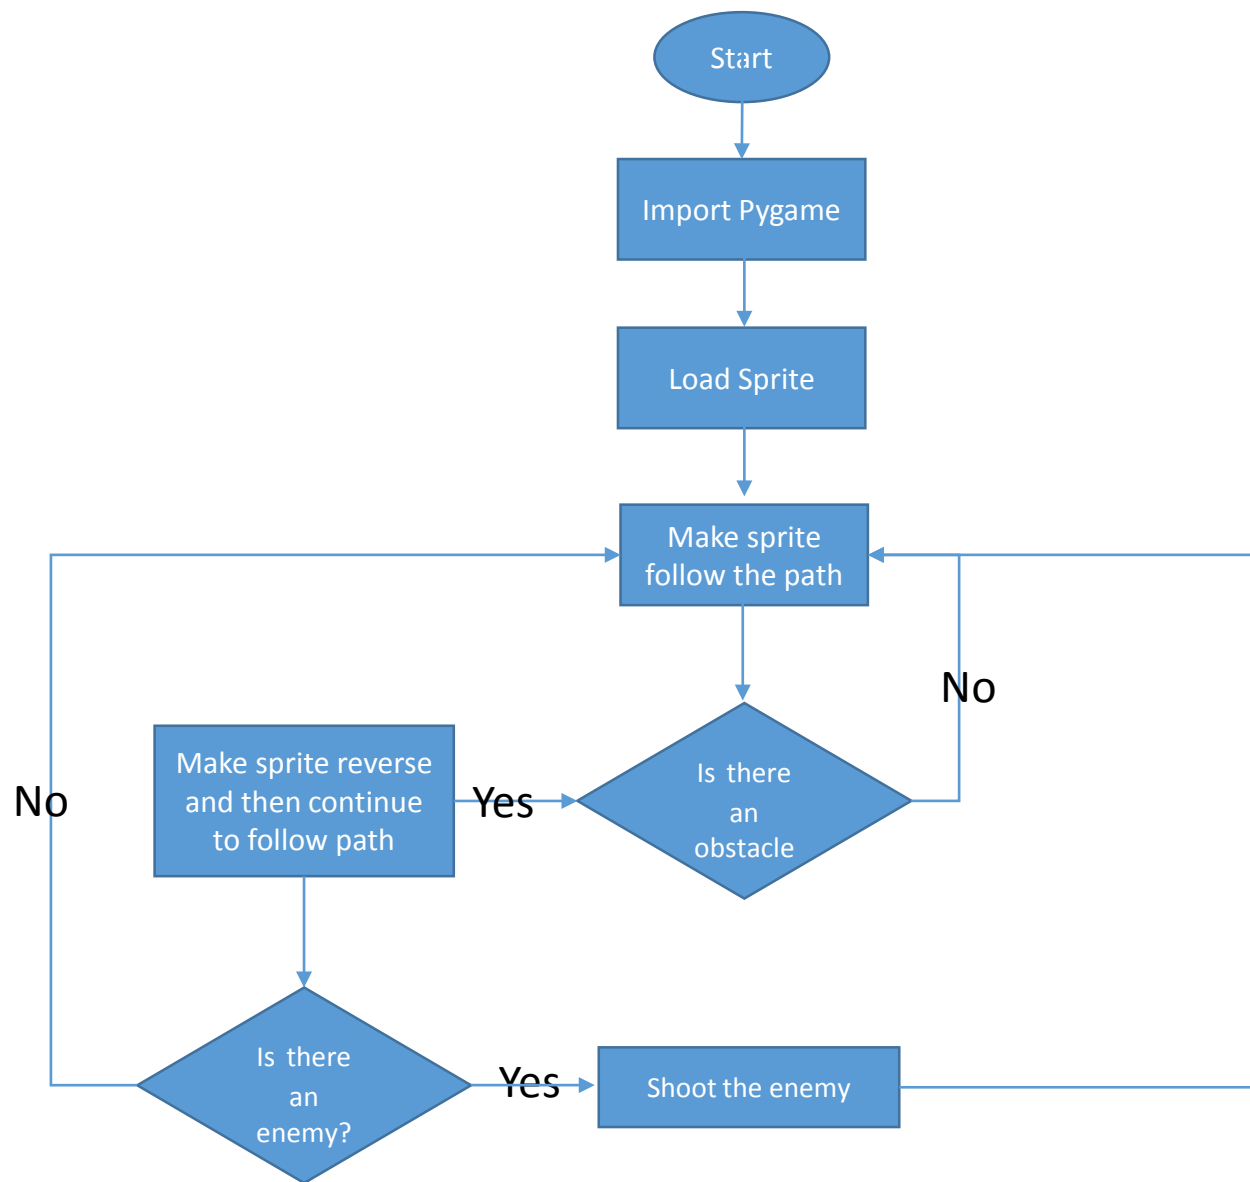 Start
Import Pygame
Load Sprite
Make sprite
follow the path
No
Is there
an
obstacle
Yes
Make sprite reverse
and then continue
to follow path
No
Is there
an
enemy?
Yes
Shoot the enemy